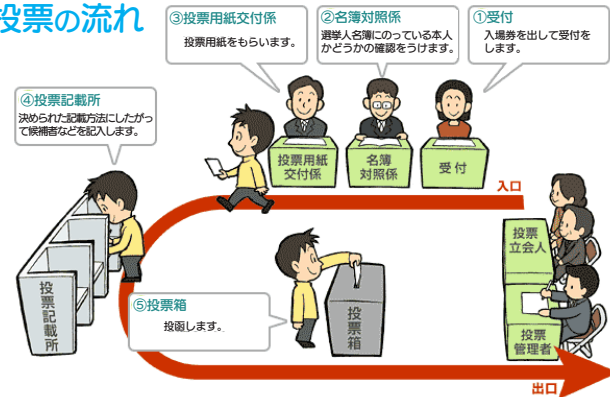 投票の流れ
③投票用紙交付係
投票用紙をもらいます。
②名簿対照係
選挙人名簿にのっている本人
かどうかの確認をうけます。
①受付
入場券を出して受付を
します。
④投票記載所
決められた記載方法にしたがっ
て候補者などを記入します。
投票用紙
交付係
名簿
対照係
受付
入口
投票
立会人
投票記載所
⑤投票箱
投函します。
投票箱
投票
管理者
出口